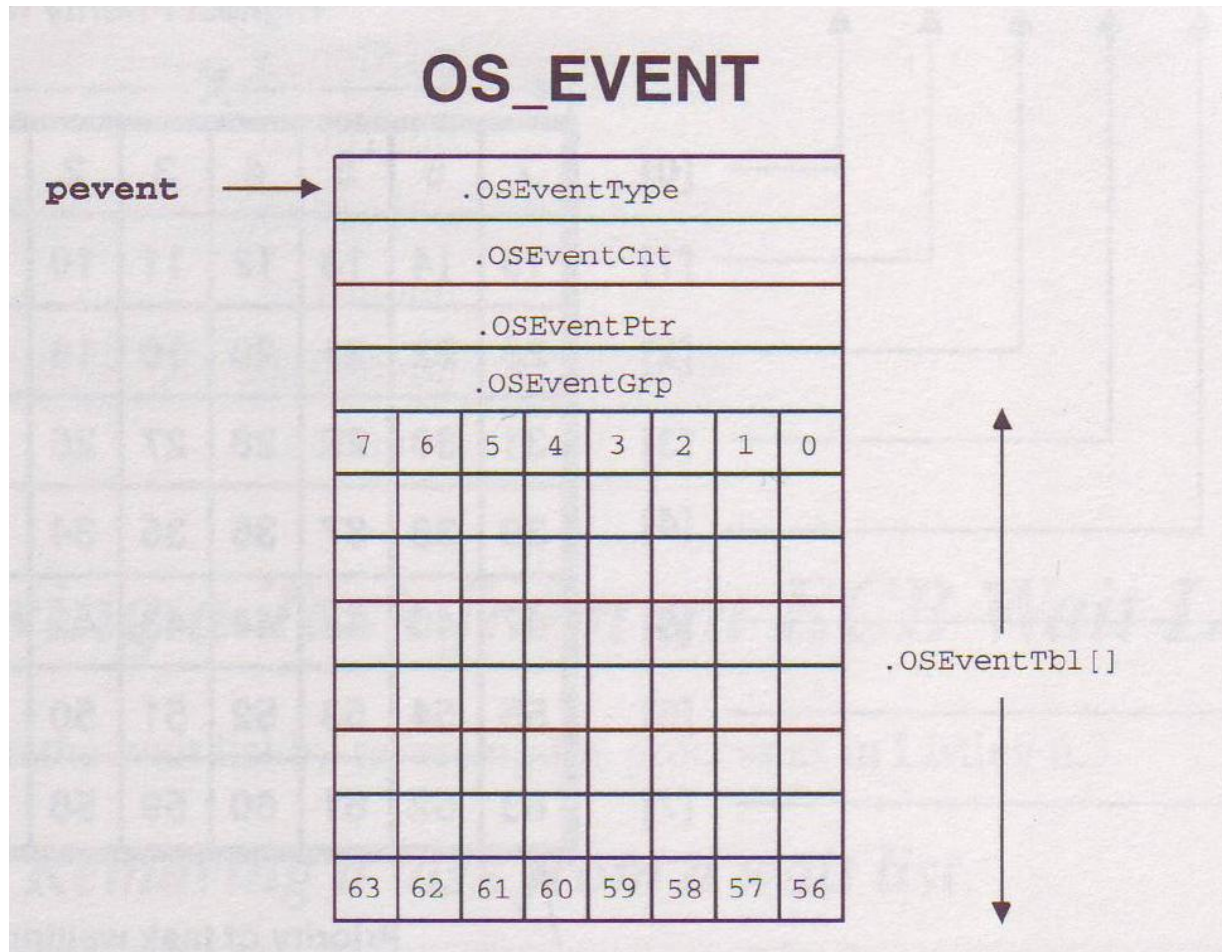 OS_EVENT
pevent
.OSEventType
.OSEventCnt
.OSEventPtr
.OSEventGrp
7 6 5 4 3 2 1 0
.OSEventTbl[]
63 62 61 60 59 58 57 56